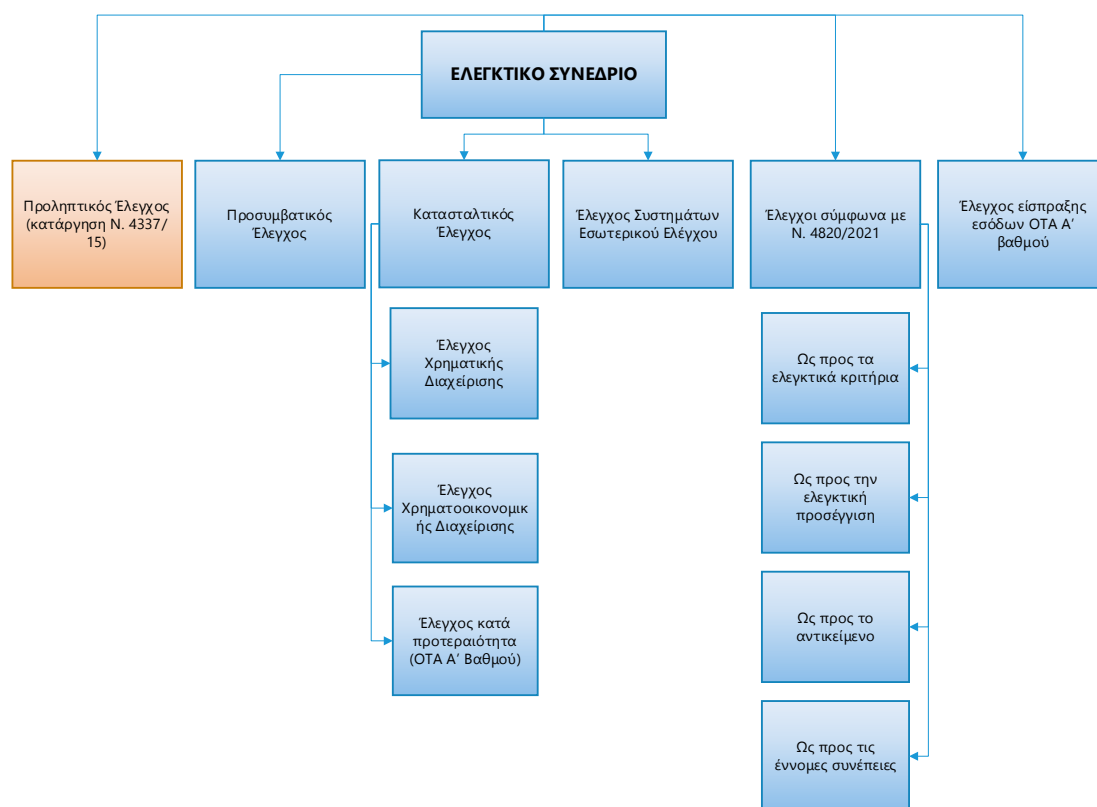 ΕΛΕΓΚΤΙΚΟ ΣΥΝΕΔΡΙΟ
Προληπτικός Έλεγχος
(κατάργηση Ν. 4337/
15)
Προσυμβατικός
Έλεγχος
Κατασταλτικός
Έλεγχος
Έλεγχος Συστημάτων
Εσωτερικού Ελέγχου
Έλεγχοι σύμφωνα με
Ν. 4820/2021
Έλεγχος είσπραξης
εσόδων ΟΤΑ Α’
βαθμού
Έλεγχος
Χρηματικής
Διαχείρισης
Έλεγχος
Χρηματοοικονομικ
ής Διαχείρισης
Έλεγχος κατά
προτεραιότητα
(ΟΤΑ Α’ Βαθμού)
Ως προς τα
ελεγκτικά κριτήρια
Ως προς την
ελεγκτική
προσέγγιση
Ως προς το
αντικείμενο
Ως προς τις
έννομες συνέπειες